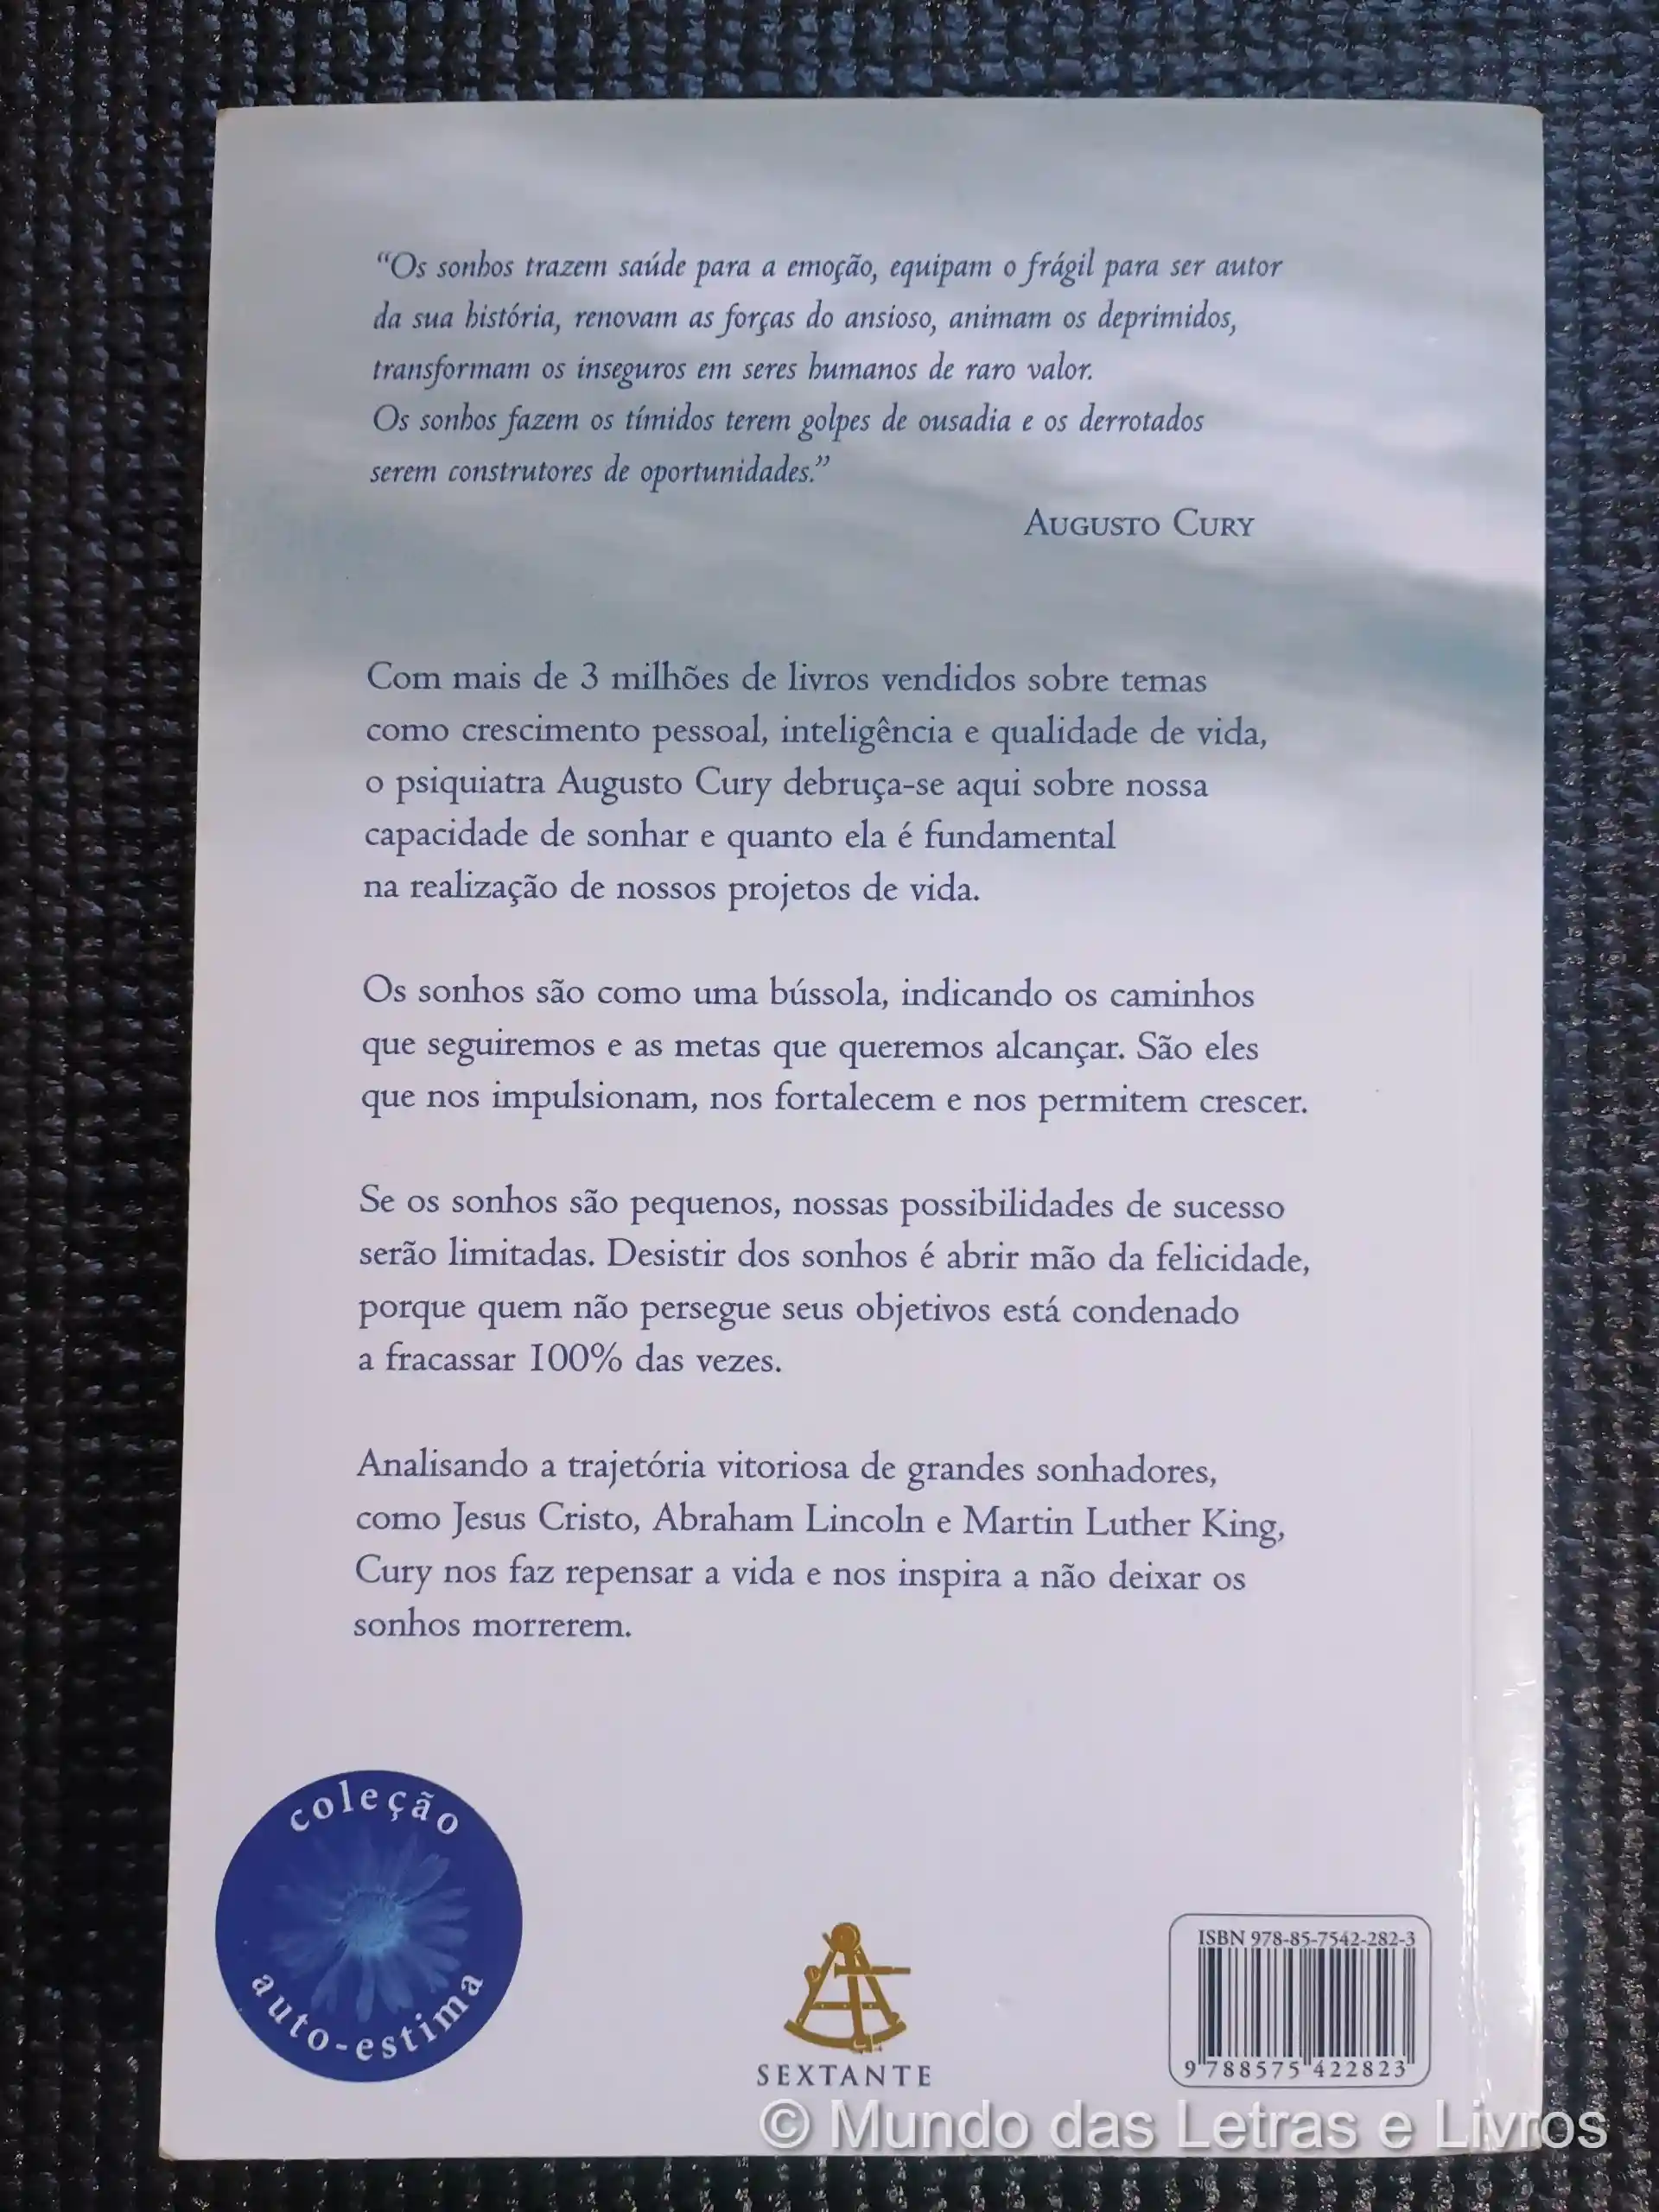 “Os sonhos trazem saúde para a emoção, equipam o frágil para ser autor
da sua história, renovam as forças do ansioso, animam os deprimidos,
transformam os inseguros em seres humanos de raro valor.
Os sonhos fazem os tímidos terem golpes de ousadia e os derrotados
serem construtores de oportunidades.”
AUGUSTO CURY
Com mais de 3 milhões de livros vendidos sobre temas
como crescimento pessoal, inteligência e qualidade de vida,
o psiquiatra Augusto Cury debruça-se aqui sobre nossa
capacidade de sonhar e quanto ela é fundamental
na realização de nossos projetos de vida.
Os sonhos são como uma bússola, indicando os caminhos
que seguiremos e as metas que queremos alcançar. São eles
que nos impulsionam, nos fortalecem e nos permitem crescer.
Se os sonhos são pequenos, nossas possibilidades de sucesso
serão limitadas. Desistir dos sonhos é abrir mão da felicidade,
porque quem não persegue seus objetivos está condenado
a fracassar 100% das vezes.
Analisando a trajetória vitoriosa de grandes sonhadores,
como Jesus Cristo, Abraham Lincoln e Martin Luther King,
Cury nos faz repensar a vida e nos inspira a não deixar os
sonhos morrerem.
coleção
auto-estima
SEXTANTE
ISBN 978-85-7542-282-3
9 788575 422823
© Mundo das Letras e Livros